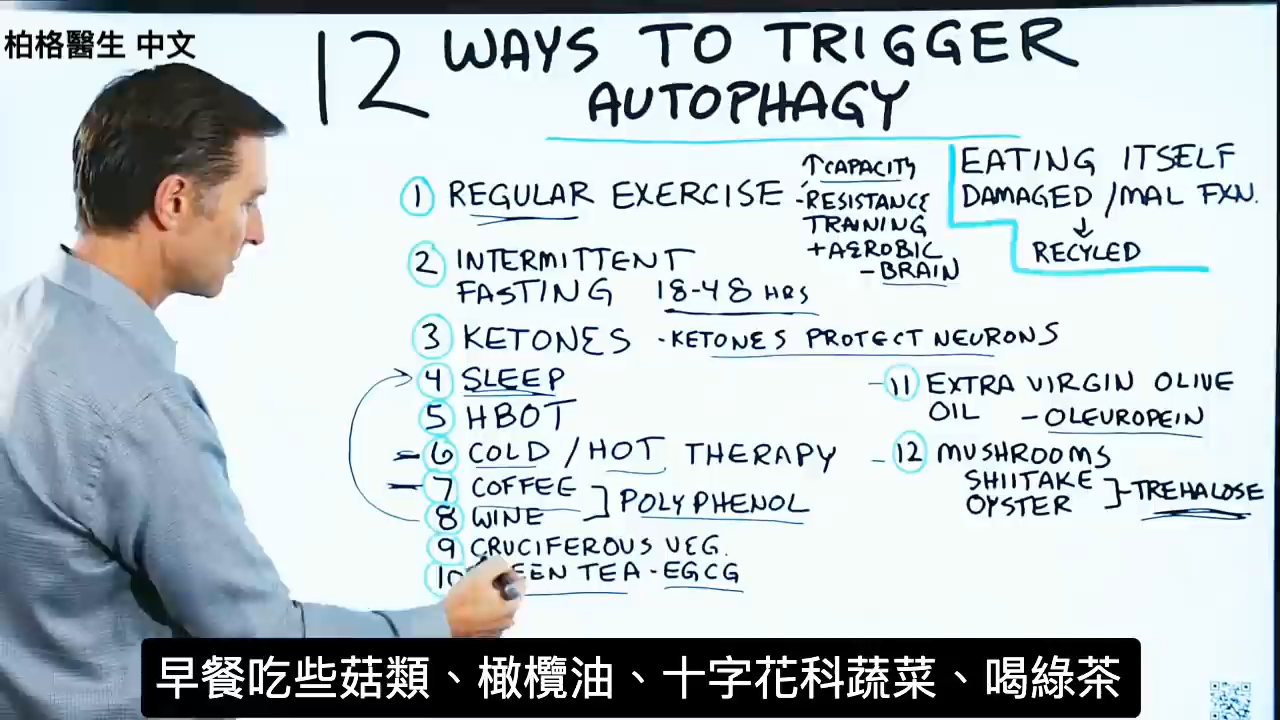 柏格醫生 中文
12 WAYS TO TRIGGER
AUTOPHAGY
EATING ITSELF
DAMAGED / MAL FXN.
↓
RECYLED
① REGULAR EXERCISE
↑CAPACITY
-RESISTANCE
TRAINING
+AEROBIC
-BRAIN
② INTERMITTENT
FASTING 18-48 HRS
③ KETONES -KETONES PROTECT NEURONS
④ SLEEP
⑤ HBOT
-⑥ COLD / HOT THERAPY
-⑦ COFFEE
⑧ WINE
] POLYPHENOL
⑨ CRUCIFEROUS VEG.
10 EEN TEA - EGCG
-⑪ EXTRA VIRGIN OLIVE
OIL - OLEUROPEIN
-⑫ MUSHROOMS
SHIITAKE
OYSTER
}-TREHALOSE
早餐吃些菇類、橄欖油、十字花科蔬菜、喝綠茶